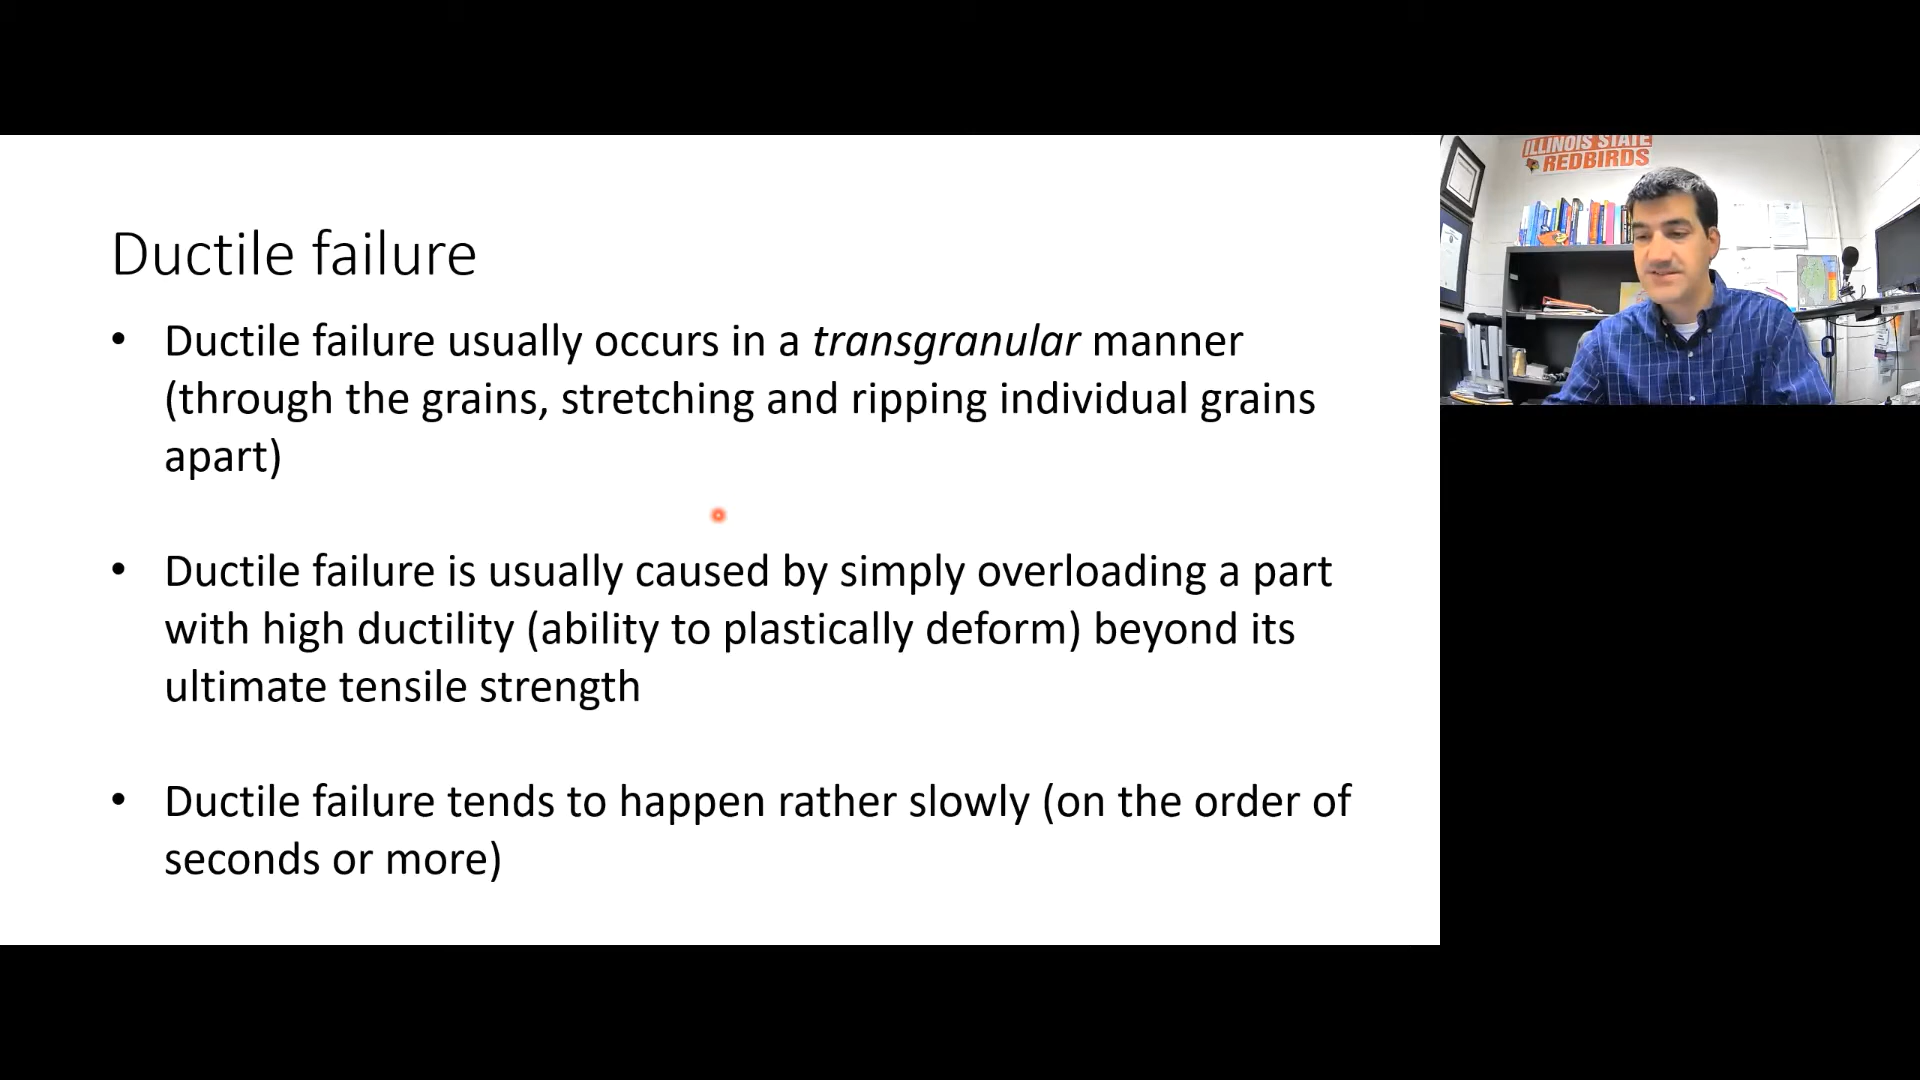 Ductile failure
• Ductile failure usually occurs in a transgranular manner
(through the grains, stretching and ripping individual grains
apart)
• Ductile failure is usually caused by simply overloading a part
with high ductility (ability to plastically deform) beyond its
ultimate tensile strength
• Ductile failure tends to happen rather slowly (on the order of
seconds or more)
ILLINOIS STATE
REDBIRDS